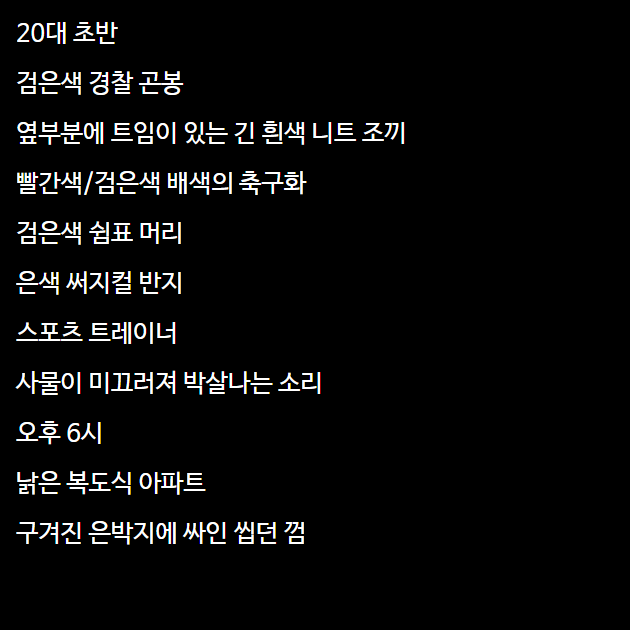 20대 초반
검은색 경찰 곤봉
옆부분에 트임이 있는 긴 흰색 니트 조끼
빨간색/검은색 배색의 축구화
검은색 쉼표 머리
은색 써지컬 반지
스포츠 트레이너
사물이 미끄러져 박살나는 소리
오후 6시
낡은 복도식 아파트
구겨진 은박지에 싸인 씹던 껌